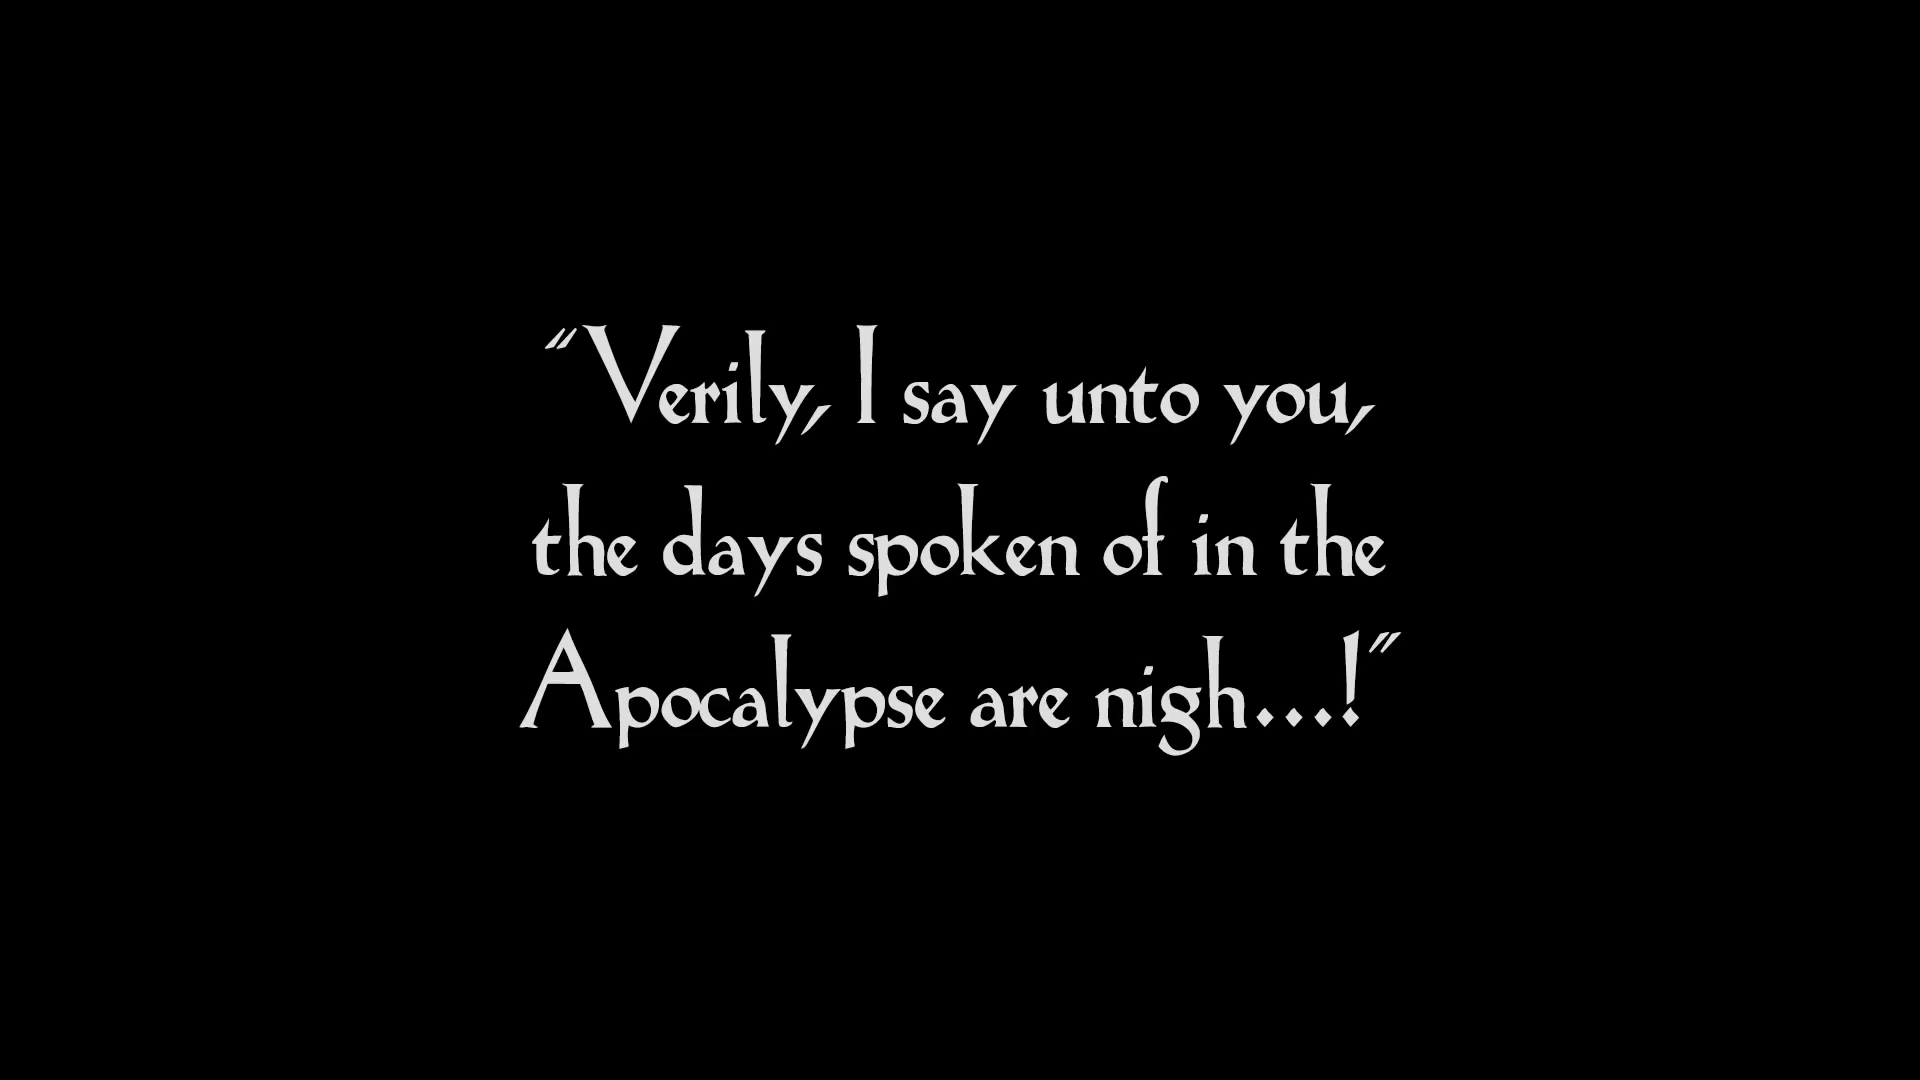 “Verily, I say unto you,
the days spoken of in the
Apocalypse are nigh...!”